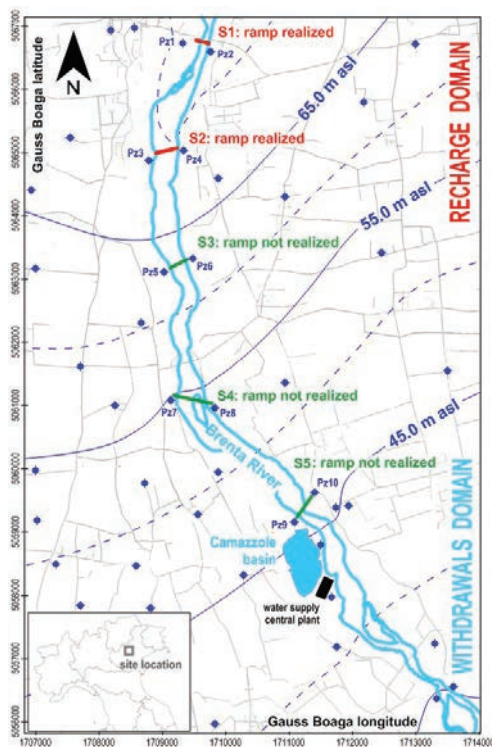 5067000
S1: ramp realized
Pz1
Pz2
N
Gauss Boaga latitude
5066000
65.0 m asl
RECHARGE DOMAIN
S2: ramp realized
5065000
Pz3
Pz4
55.0 m asl
5064000
S3: ramp not realized
Pz5
Pz6
5063000
5062000
S4: ramp not realized
5061000
Pz7
Pz8
Brenta River
45.0 m asl
5060000
S5: ramp not realized
Pz10
Pz9
5059000
Camazzole
basin
WITHDRAWALS DOMAIN
5058000
water supply
central plant
site location
5057000
5056000
Gauss Boaga longitude
1707000
1708000
1709000
1710000
1711000
1712000
1713000
1714000